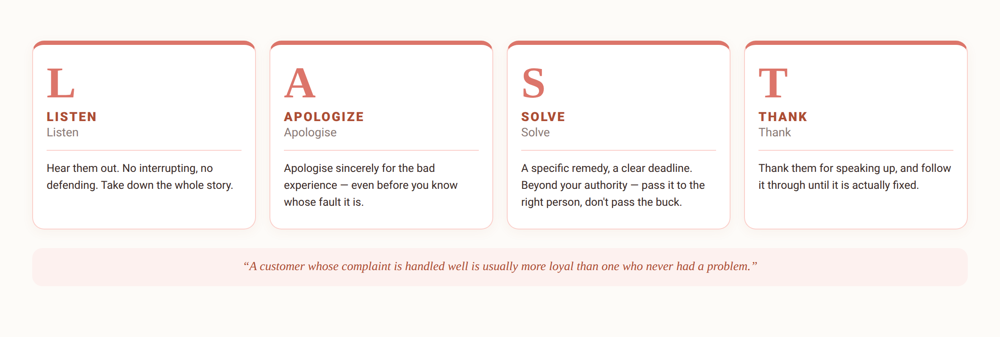 L
LISTEN
Listen
Hear them out. No interrupting, no
defending. Take down the whole story.
A
APOLOGIZE
Apologise
Apologise sincerely for the bad
experience — even before you know
whose fault it is.
S
SOLVE
Solve
A specific remedy, a clear deadline.
Beyond your authority — pass it to the
right person, don't pass the buck.
T
THANK
Thank
Thank them for speaking up, and follow
it through until it is actually fixed.
“A customer whose complaint is handled well is usually more loyal than one who never had a problem.”